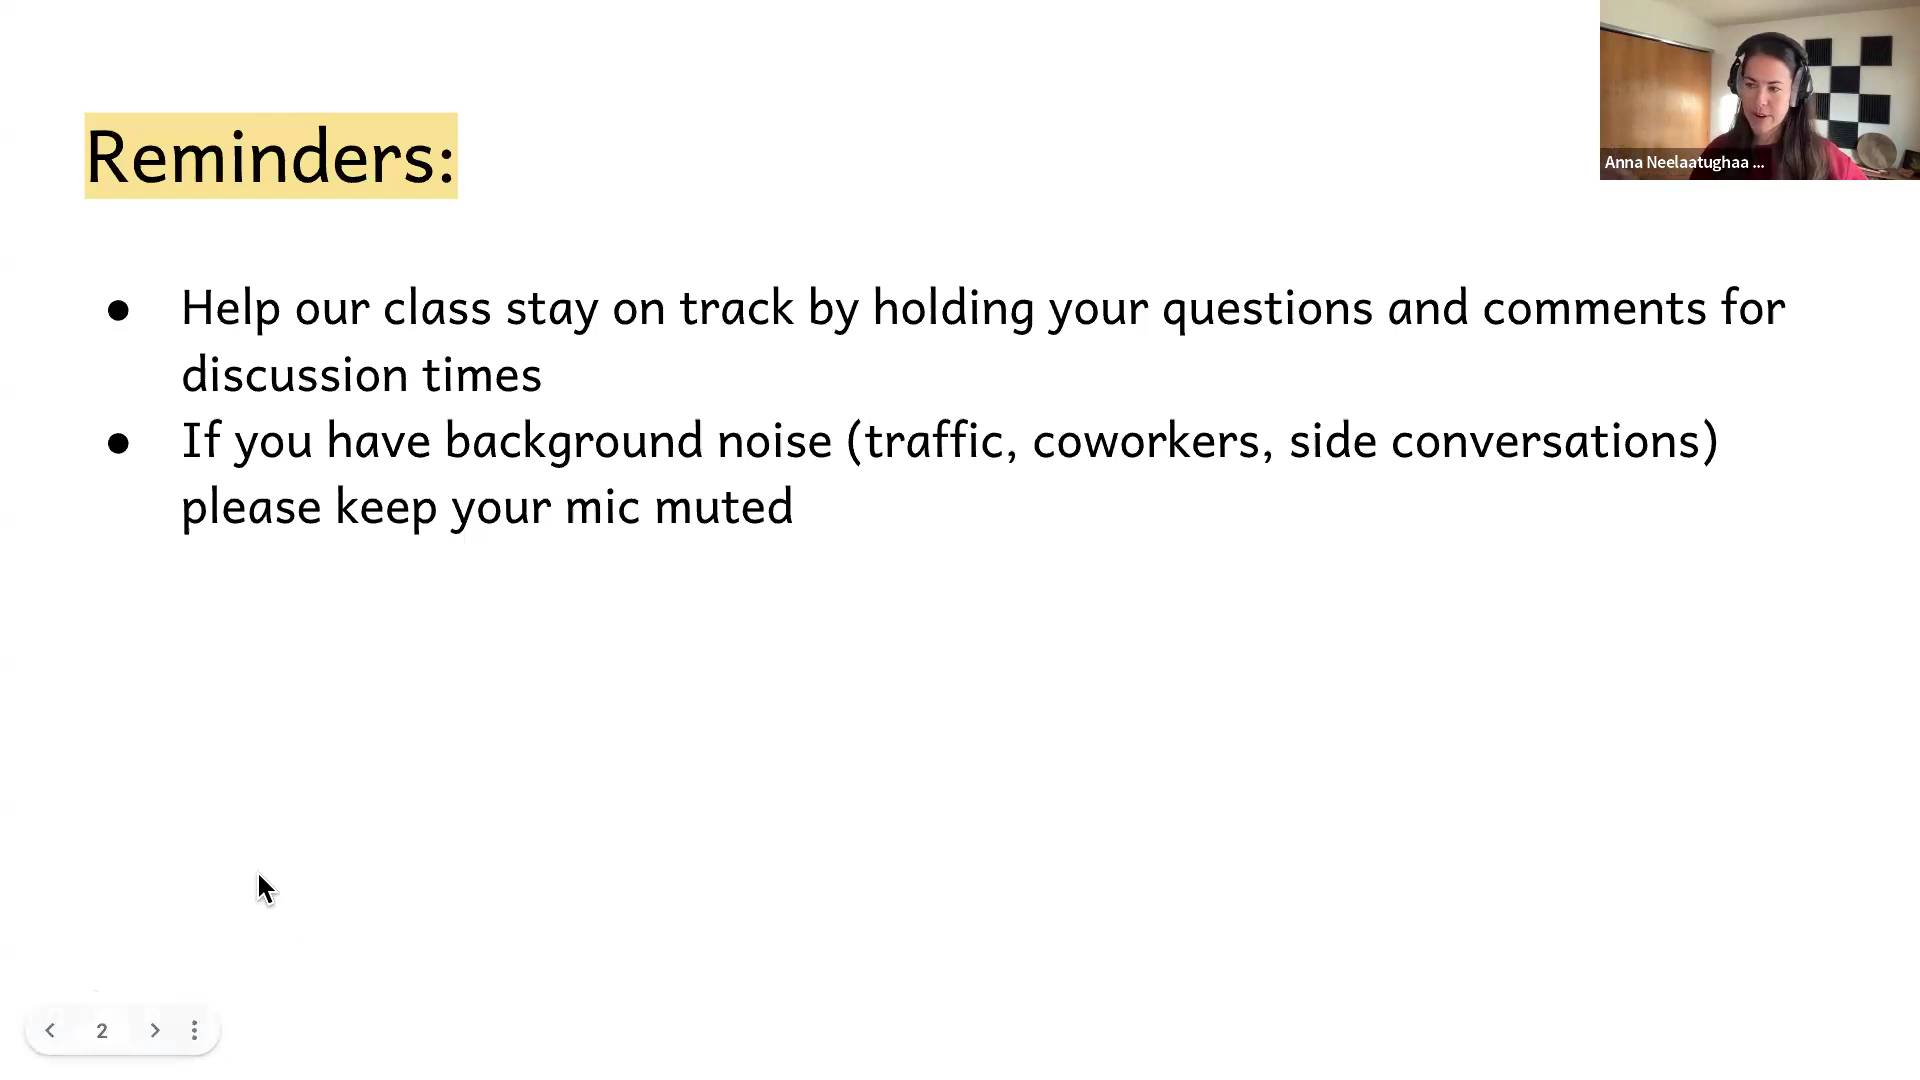 Reminders:
● Help our class stay on track by holding your questions and comments for
discussion times
● If you have background noise (traffic, coworkers, side conversations)
please keep your mic muted
Anna Neelaatughaa ...
2